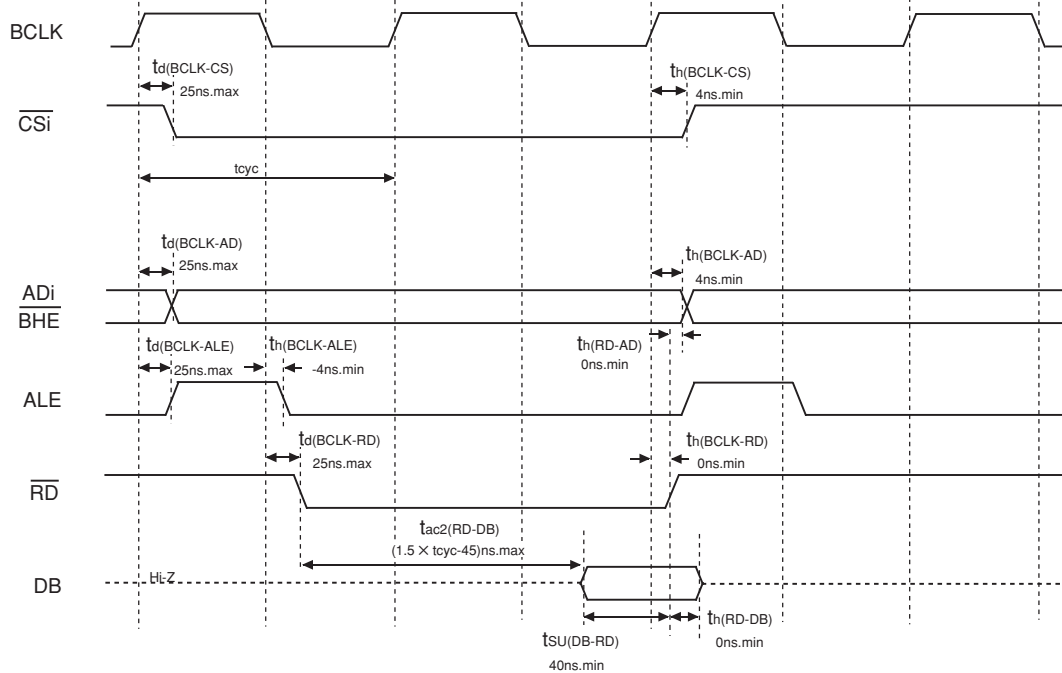 BCLK
td(BCLK-CS)
25ns.max
th(BCLK-CS)
4ns.min
CSi
tcyc
td(BCLK-AD)
25ns.max
th(BCLK-AD)
4ns.min
ADi
BHE
td(BCLK-ALE)
25ns.max
th(BCLK-ALE)
-4ns.min
th(RD-AD)
0ns.min
ALE
td(BCLK-RD)
25ns.max
th(BCLK-RD)
0ns.min
RD
tac2(RD-DB)
(1.5 × tcyc-45)ns.max
Hi-Z
DB
tSU(DB-RD)
40ns.min
th(RD-DB)
0ns.min